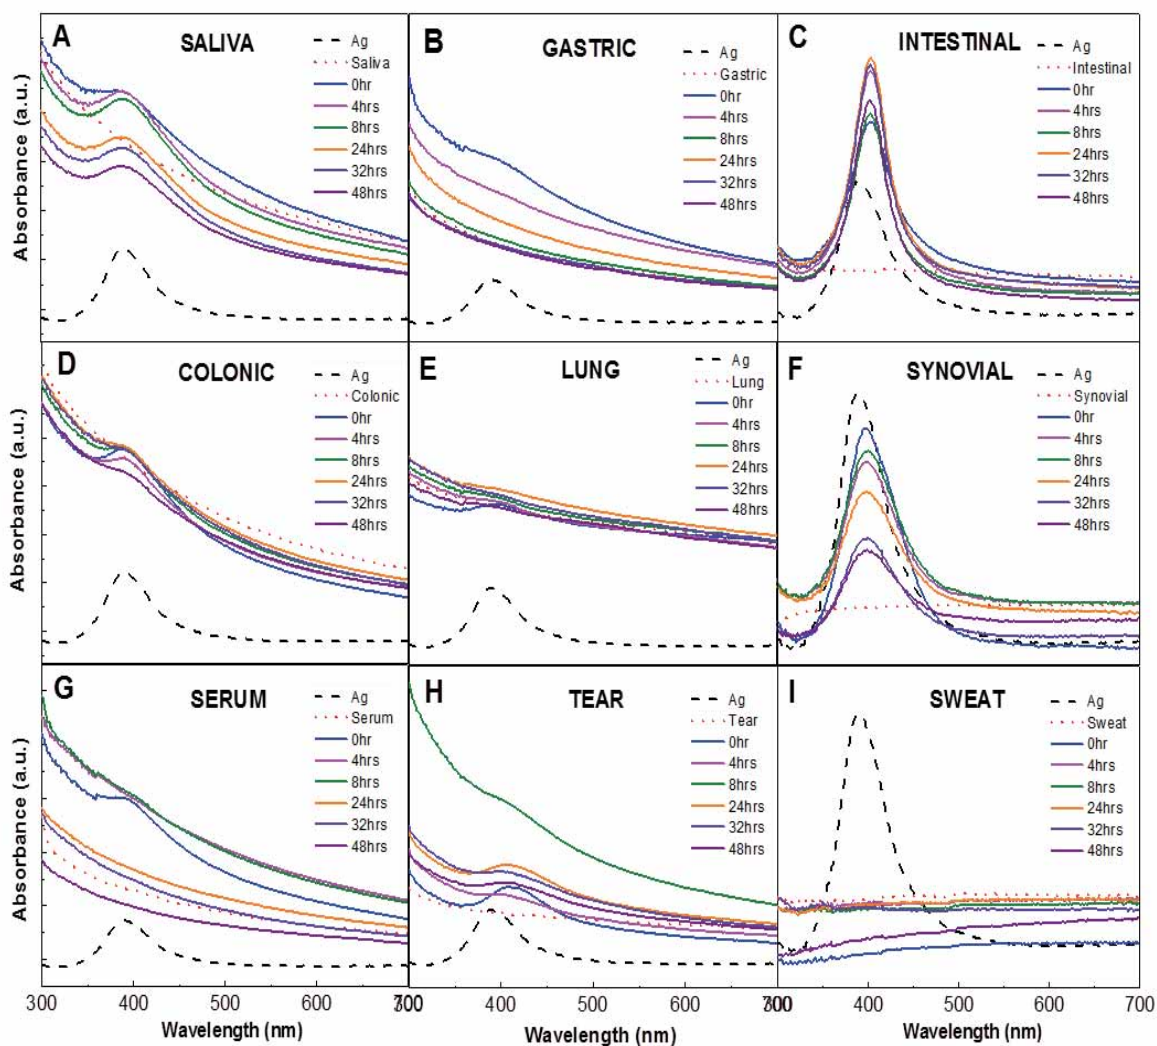 A
SALIVA
Ag
Saliva
0hr
4hrs
8hrs
24hrs
32hrs
48hrs
B
GASTRIC
Ag
Gastric
0hr
4hrs
8hrs
24hrs
32hrs
48hrs
C
INTESTINAL
Ag
Intestinal
0hr
4hrs
8hrs
24hrs
32hrs
48hrs
Absorbance (a.u.)
D
COLONIC
Ag
Colonic
0hr
4hrs
8hrs
24hrs
32hrs
48hrs
E
LUNG
Ag
Lung
0hr
4hrs
8hrs
24hrs
32hrs
48hrs
F
SYNOVIAL
Ag
Synovial
0hr
4hrs
8hrs
24hrs
32hrs
48hrs
Absorbance (a.u.)
G
SERUM
Ag
Serum
0hr
4hrs
8hrs
24hrs
32hrs
48hrs
H
TEAR
Ag
Tear
0hr
4hrs
8hrs
24hrs
32hrs
48hrs
I
SWEAT
Ag
Sweat
0hr
4hrs
8hrs
24hrs
32hrs
48hrs
Absorbance (a.u.)
300 400 500 600 400 500 600 400 500 600 700
Wavelength (nm) Wavelength (nm) Wavelength (nm)